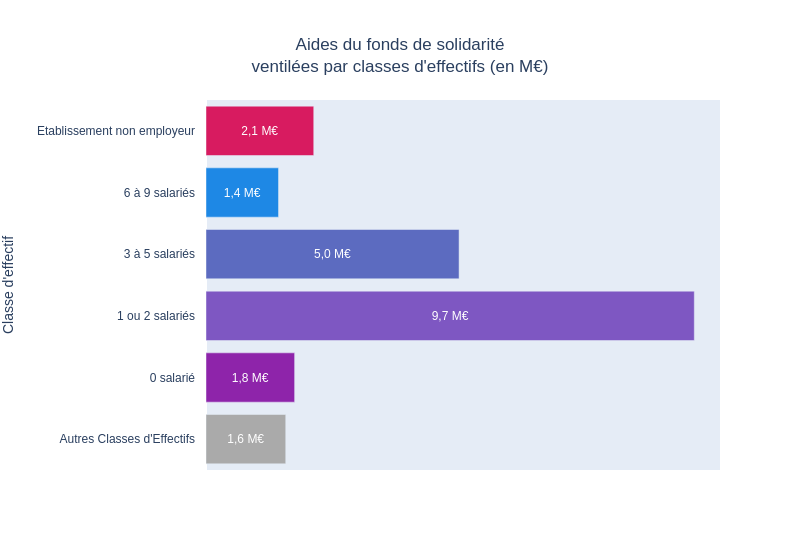 Aides du fonds de solidarité
ventilées par classes d'effectifs (en M€)
Classe d'effectif
Etablissement non employeur
2,1 M€
6 à 9 salariés
1,4 M€
3 à 5 salariés
5,0 M€
1 ou 2 salariés
9,7 M€
0 salarié
1,8 M€
Autres Classes d'Effectifs
1,6 M€